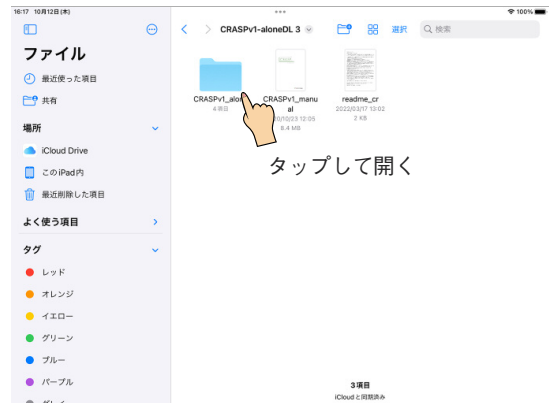 16:17 10月12日(木)
100%
ファイル
最近使った項目
共有
場所
iCloud Drive
このiPad内
最近削除した項目
よく使う項目
タグ
レッド
オレンジ
イエロー
グリーン
ブルー
パープル
CRASPv1-aloneDL 3
選択
検索
CRASPv1_alon
4 項目
CRASPv1_manu
al
2020/10/23 12:05
8.4 MB
readme_cr
2022/03/17 13:02
2 KB
タップして開く
3 項目
iCloudと同期済み